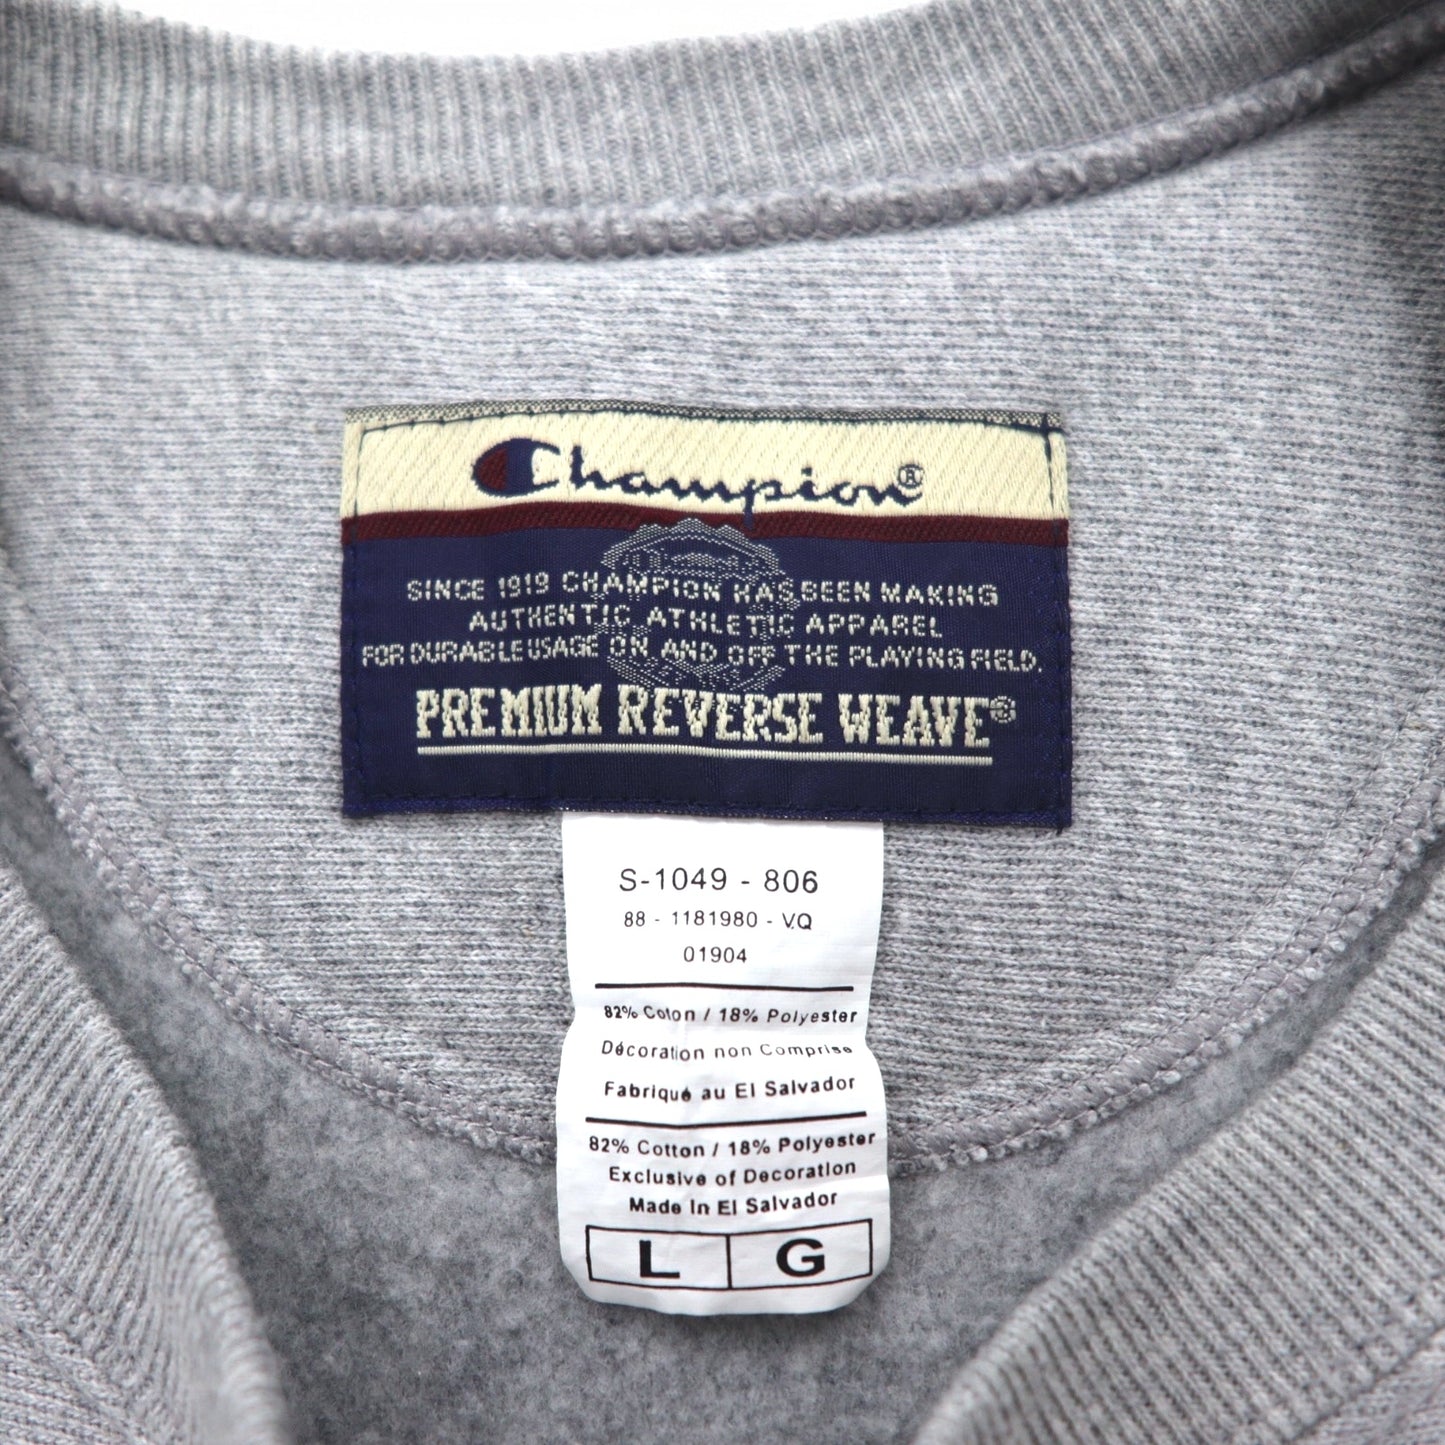 Champion®
SINCE 1919 CHAMPION HAS BEEN MAKING
AUTHENTIC ATHLETIC APPAREL
FOR DURABLE USAGE ON AND OFF THE PLAYING FIELD.
PREMIUM REVERSE WEAVE®
S-1049 - 806
88 - 1181980 - V.Q
01904
82% Coton / 18% Polyester
Décoration non Comprise
Fabriqué au El Salvador
82% Cotton / 18% Polyester
Exclusive of Decoration
Made In El Salvador
L G